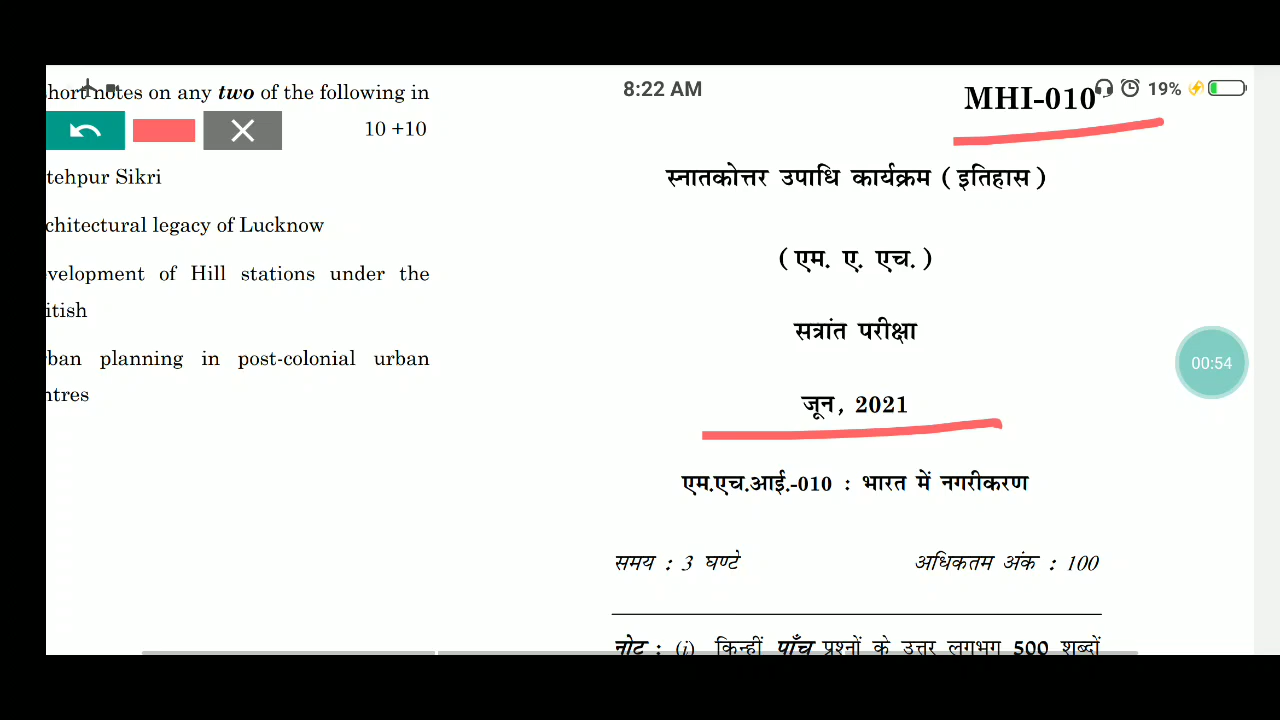 short notes on any two of the following in
10 +10
tehpur Sikri
chitectural legacy of Lucknow
velopment of Hill stations under the
itish
ban planning in post-colonial urban
ntres
8:22 AM
19%
MHI-010
स्नातकोत्तर उपाधि कार्यक्रम ( इतिहास )
( एम. ए. एच. )
सत्रांत परीक्षा
जून, 2021
00:54
एम.एच.आई.-010 : भारत में नगरीकरण
समय : 3 घण्टे अधिकतम अंक : 100
नोट : (i) किन्हीं पाँच प्रश्नों के उत्तर लगभग 500 शब्दों